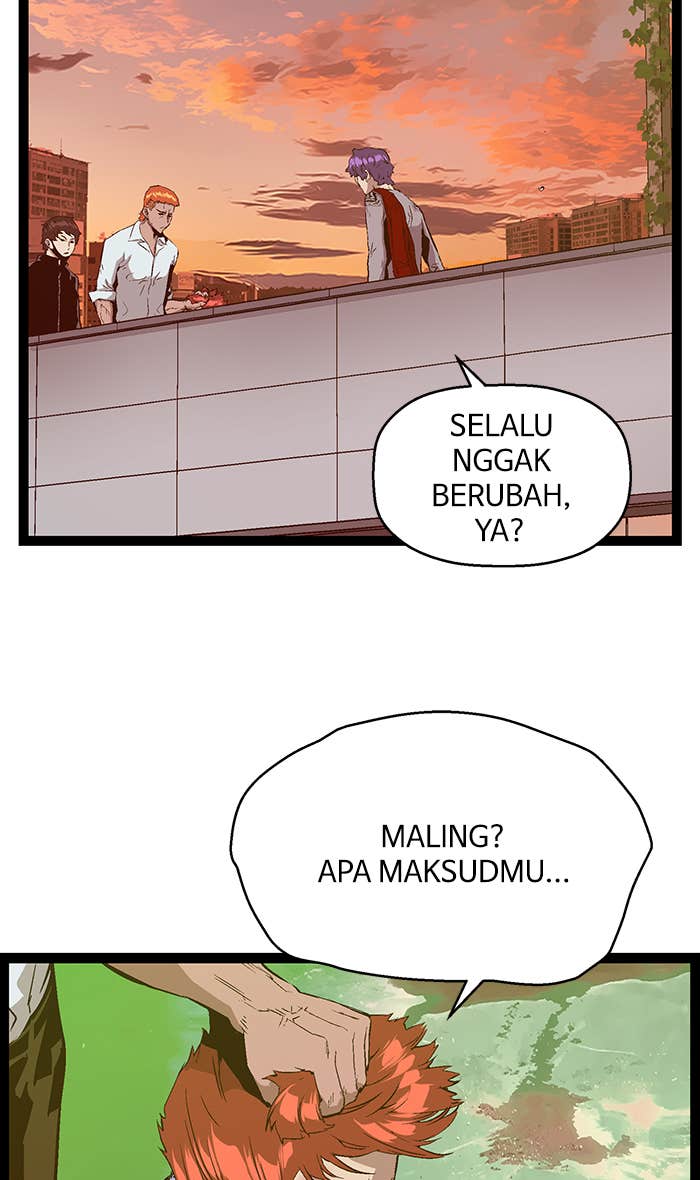 SELALU
NGGAK
BERUBAH,
YA?
MALING?
APA MAKSUDMU...